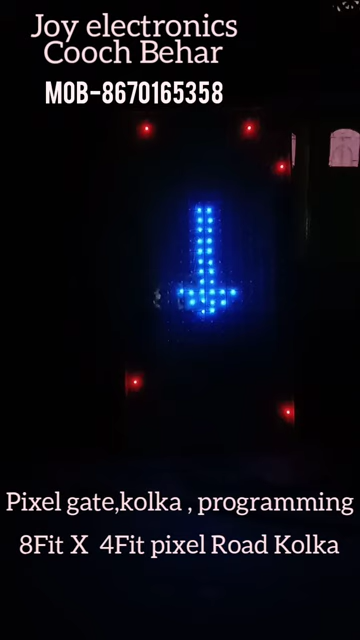 Joy electronics
Cooch Behar
MOB-8670165358
Pixel gate,kolka , programming
8Fit X 4Fit pixel Road Kolka